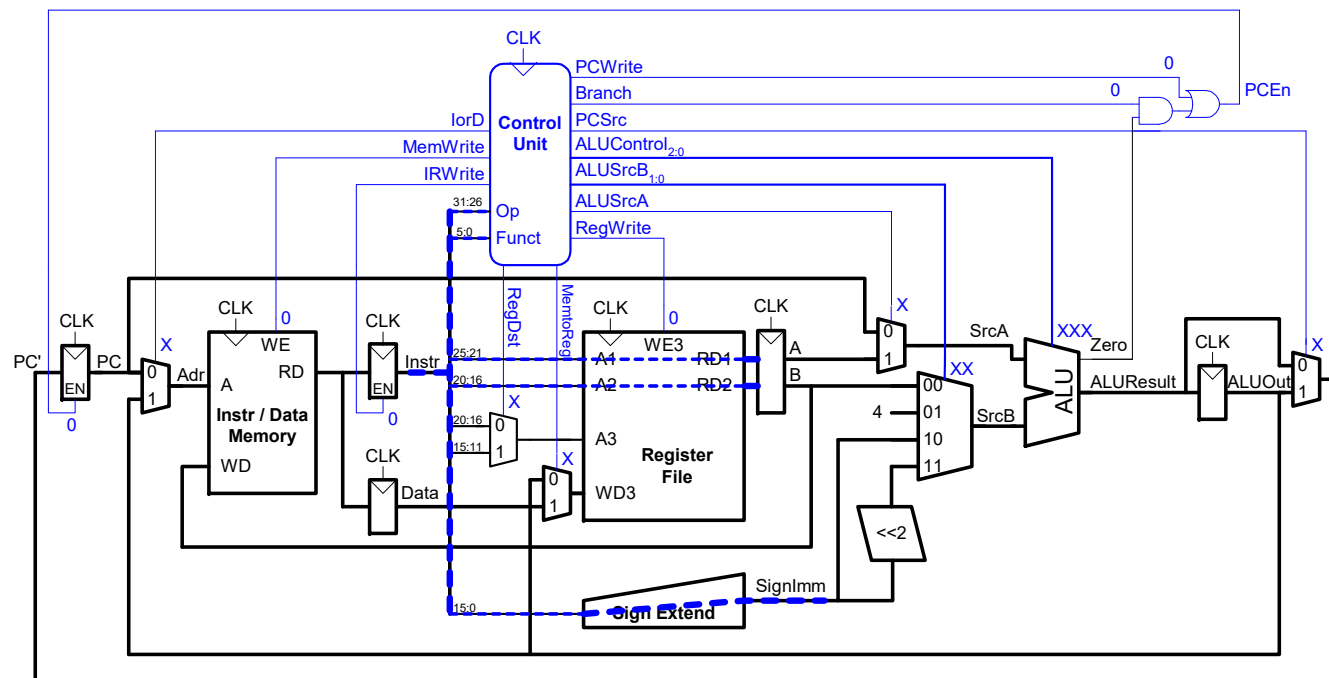 CLK
PCWrite
0
Branch
0
PCEn
IorD
Control
Unit
PCSrc
MemWrite
ALUControl2:0
IRWrite
ALUSrcB1:0
31:26
Op
ALUSrcA
5:0
Funct
RegWrite
RegDst
MemtoReg
CLK
CLK
CLK
CLK
CLK
CLK
X
0
0
X
XXX
X
PC'
PC
EN
0
0
1
Adr
WE
RD
A
Instr / Data
Memory
WD
EN
0
Instr
25:21
A1
WE3
RD1
A
20:16
A2
RD2
B
0
1
SrcA
XX
Zero
ALU
ALUResult
ALUOut
0
1
00
4
01
10
11
SrcB
X
20:16
0
15:11
1
A3
Register
File
CLK
Data
X
0
1
WD3
<<2
SignImm
15:0
Sign Extend